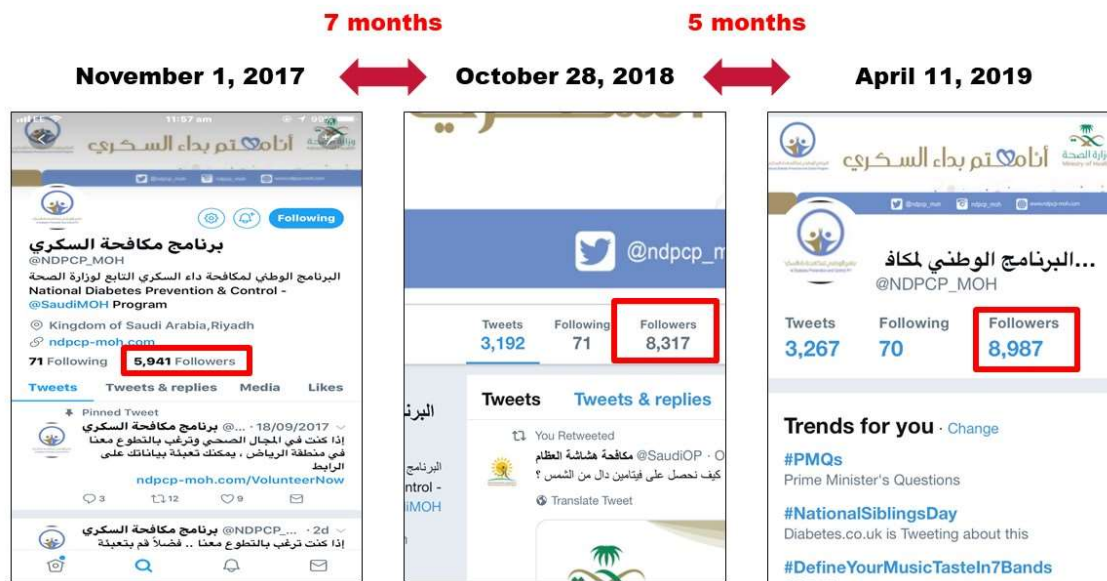 7 months
5 months
November 1, 2017
October 28, 2018
April 11, 2019
11:57 am
أنا مهتم بداء السكري
Following
برنامج مكافحة السكري
@NDPCP_MOH
البرنامج الوطني لمكافحة داء السكري التابع لوزارة الصحة
National Diabetes Prevention & Control -
@SaudiMOH Program
Kingdom of Saudi Arabia,Riyadh
ndpcp-moh.com
71 Following 5,941 Followers
Tweets Tweets & replies Media Likes
Pinned Tweet
برنامج مكافحة السكري @... · 18/09/2017
إذا كنت في المجال الصحي وترغب بالتطوع معنا
في منطقة الرياض ، يمكنك تعبئة بياناتك على
الرابط
ndpcp-moh.com/VolunteerNow
3 12 9
برنامج مكافحة السكري @NDPCP_... · 2d
إذا كنت ترغب بالتطوع معنا .. فضلاً قم بتعبئة
@ndpcp_m
Tweets Following Followers
3,192 71 8,317
Tweets Tweets & replies
You Retweeted
مكافحة هشاشة العظام @SaudiOP · O
كيف نحصل على فيتامين دال من الشمس ؟
Translate Tweet
البرنا
البرنامج
ntrol -
iMOH
أنا مهتم بداء السكري
وزارة الصحة
Ministry of Health
@ndpcp_moh ndpcp_moh www.ndpcp-moh.com
...البرنامج الوطني لمكاف
@NDPCP_MOH
Tweets Following Followers
3,267 70 8,987
Trends for you · Change
#PMQs
Prime Minister's Questions
#NationalSiblingsDay
Diabetes.co.uk is Tweeting about this
#DefineYourMusicTasteIn7Bands